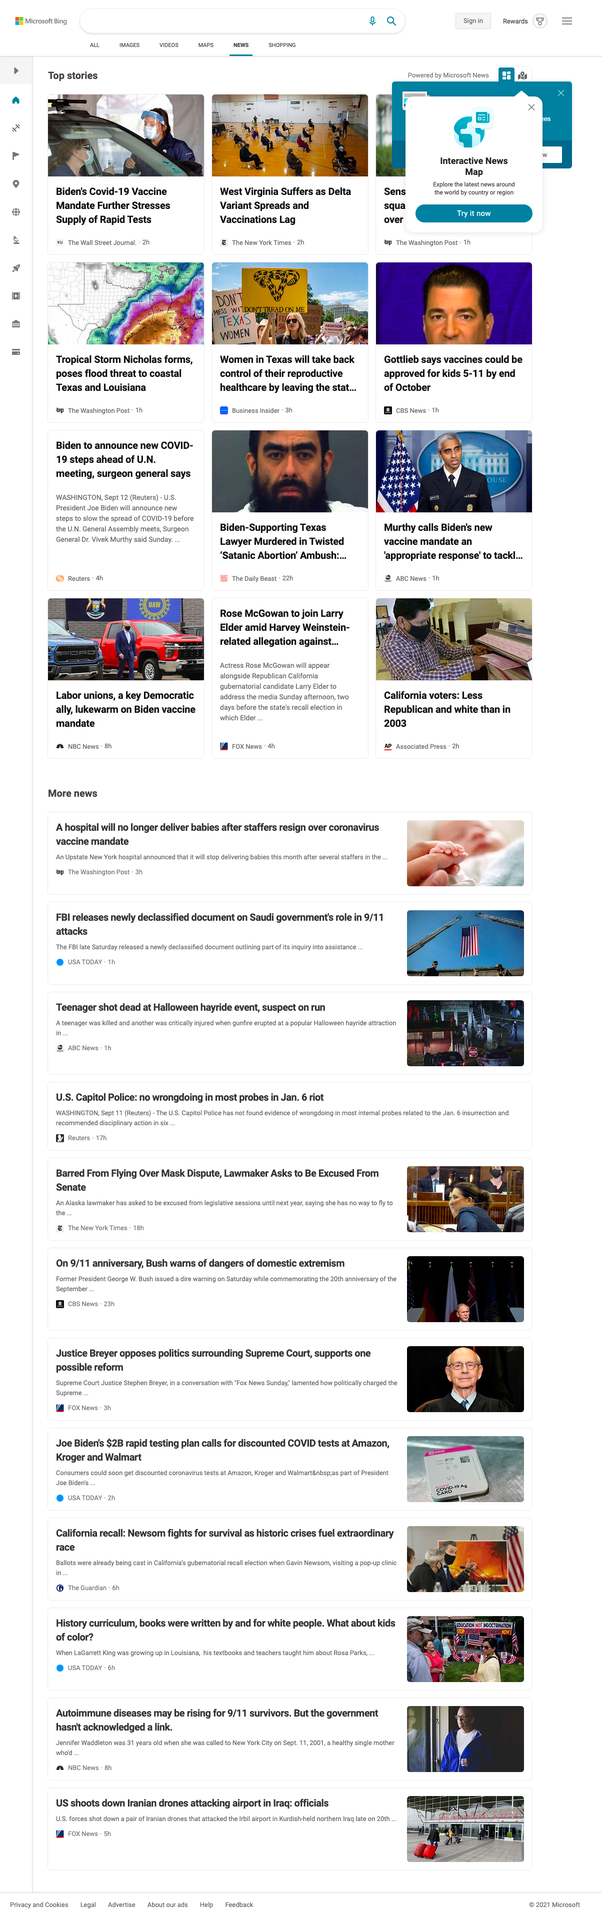 Microsoft Bing
Sign in
Rewards
ALL
IMAGES
VIDEOS
MAPS
NEWS
SHOPPING
Top stories
Powered by Microsoft News
Interactive News
Map
Explore the latest news around
the world by country or region
Try it now
Biden's Covid-19 Vaccine
Mandate Further Stresses
Supply of Rapid Tests
The Wall Street Journal. · 2h
West Virginia Suffers as Delta
Variant Spreads and
Vaccinations Lag
The New York Times · 2h
Sens
squa
over
The Washington Post · 1h
Tropical Storm Nicholas forms,
poses flood threat to coastal
Texas and Louisiana
The Washington Post · 1h
DON'T
MESS WITH
TEXAS
WOMEN
DON'T TREAD ON ME
Women in Texas will take back
control of their reproductive
healthcare by leaving the stat...
Business Insider · 3h
Gottlieb says vaccines could be
approved for kids 5-11 by end
of October
CBS News · 1h
Biden to announce new COVID-
19 steps ahead of U.N.
meeting, surgeon general says
WASHINGTON, Sept 12 (Reuters) - U.S.
President Joe Biden will announce new
steps to slow the spread of COVID-19 before
the U.N. General Assembly meets, Surgeon
General Dr. Vivek Murthy said Sunday. ...
Reuters · 4h
Biden-Supporting Texas
Lawyer Murdered in Twisted
'Satanic Abortion' Ambush:...
The Daily Beast · 22h
Murthy calls Biden's new
vaccine mandate an
'appropriate response' to tackl...
ABC News · 1h
UAW
Labor unions, a key Democratic
ally, lukewarm on Biden vaccine
mandate
NBC News · 8h
Rose McGowan to join Larry
Elder amid Harvey Weinstein-
related allegation against...
Actress Rose McGowan will appear
alongside Republican California
gubernatorial candidate Larry Elder to
address the media Sunday afternoon, two
days before the state's recall election in
which Elder ...
FOX News · 4h
California voters: Less
Republican and white than in
2003
AP
Associated Press · 2h
More news
A hospital will no longer deliver babies after staffers resign over coronavirus
vaccine mandate
An Upstate New York hospital announced that it will stop delivering babies this month after several staffers in the ...
The Washington Post · 3h
FBI releases newly declassified document on Saudi government's role in 9/11
attacks
The FBI late Saturday released a newly declassified document outlining part of its inquiry into assistance ...
USA TODAY · 1h
Teenager shot dead at Halloween hayride event, suspect on run
A teenager was killed and another was critically injured when gunfire erupted at a popular Halloween hayride attraction
in ...
ABC News · 1h
U.S. Capitol Police: no wrongdoing in most probes in Jan. 6 riot
WASHINGTON, Sept 11 (Reuters) - The U.S. Capitol Police has not found evidence of wrongdoing in most internal probes related to the Jan. 6 insurrection and
recommended disciplinary action in six ...
Reuters · 17h
Barred From Flying Over Mask Dispute, Lawmaker Asks to Be Excused From
Senate
An Alaska lawmaker has asked to be excused from legislative sessions until next year, saying she has no way to fly to
the ...
The New York Times · 18h
On 9/11 anniversary, Bush warns of dangers of domestic extremism
Former President George W. Bush issued a dire warning on Saturday while commemorating the 20th anniversary of the
September ...
CBS News · 23h
Justice Breyer opposes politics surrounding Supreme Court, supports one
possible reform
Supreme Court Justice Stephen Breyer, in a conversation with "Fox News Sunday," lamented how politically charged the
Supreme ...
FOX News · 3h
Joe Biden's $2B rapid testing plan calls for discounted COVID tests at Amazon,
Kroger and Walmart
Consumers could soon get discounted coronavirus tests at Amazon, Kroger and Walmart&nbsp;as part of President
Joe Biden's ...
USA TODAY · 2h
COVID-19 Ag
CARD
California recall: Newsom fights for survival as historic crises fuel extraordinary
race
Ballots were already being cast in California's gubernatorial recall election when Gavin Newsom, visiting a pop-up clinic
in ...
The Guardian · 6h
History curriculum, books were written by and for white people. What about kids
of color?
When LaGarrett King was growing up in Louisiana, his textbooks and teachers taught him about Rosa Parks, ...
USA TODAY · 6h
EDUCATION NOT INDOCTRINATION
Autoimmune diseases may be rising for 9/11 survivors. But the government
hasn't acknowledged a link.
Jennifer Waddleton was 31 years old when she was called to New York City on Sept. 11, 2001, a healthy single mother
who'd ...
NBC News · 8h
US shoots down Iranian drones attacking airport in Iraq: officials
U.S. forces shot down a pair of Iranian drones that attacked the Irbil airport in Kurdish-held northern Iraq late on 20th ...
FOX News · 5h
Privacy and Cookies
Legal
Advertise
About our ads
Help
Feedback
© 2021 Microsoft